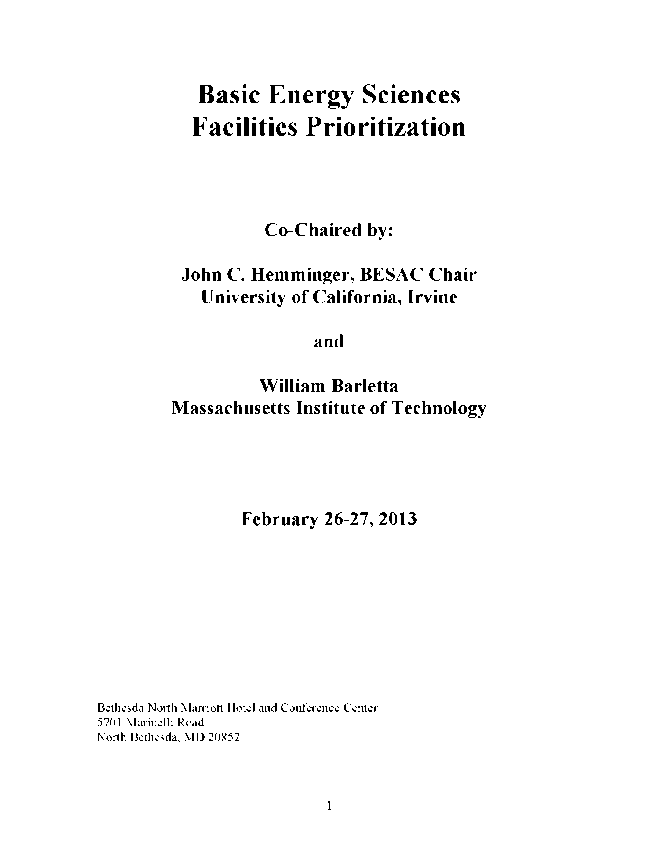 Basic Energy Sciences
Facilities Prioritization
Co-Chaired by:
John C. Hemminger, BESAC Chair
University of California, Irvine
and
William Barletta
Massachusetts Institute of Technology
February 26-27, 2013
Bethesda North Marriott Hotel and Conference Center
5701 Marinelli Road
North Bethesda, MD 20852
1